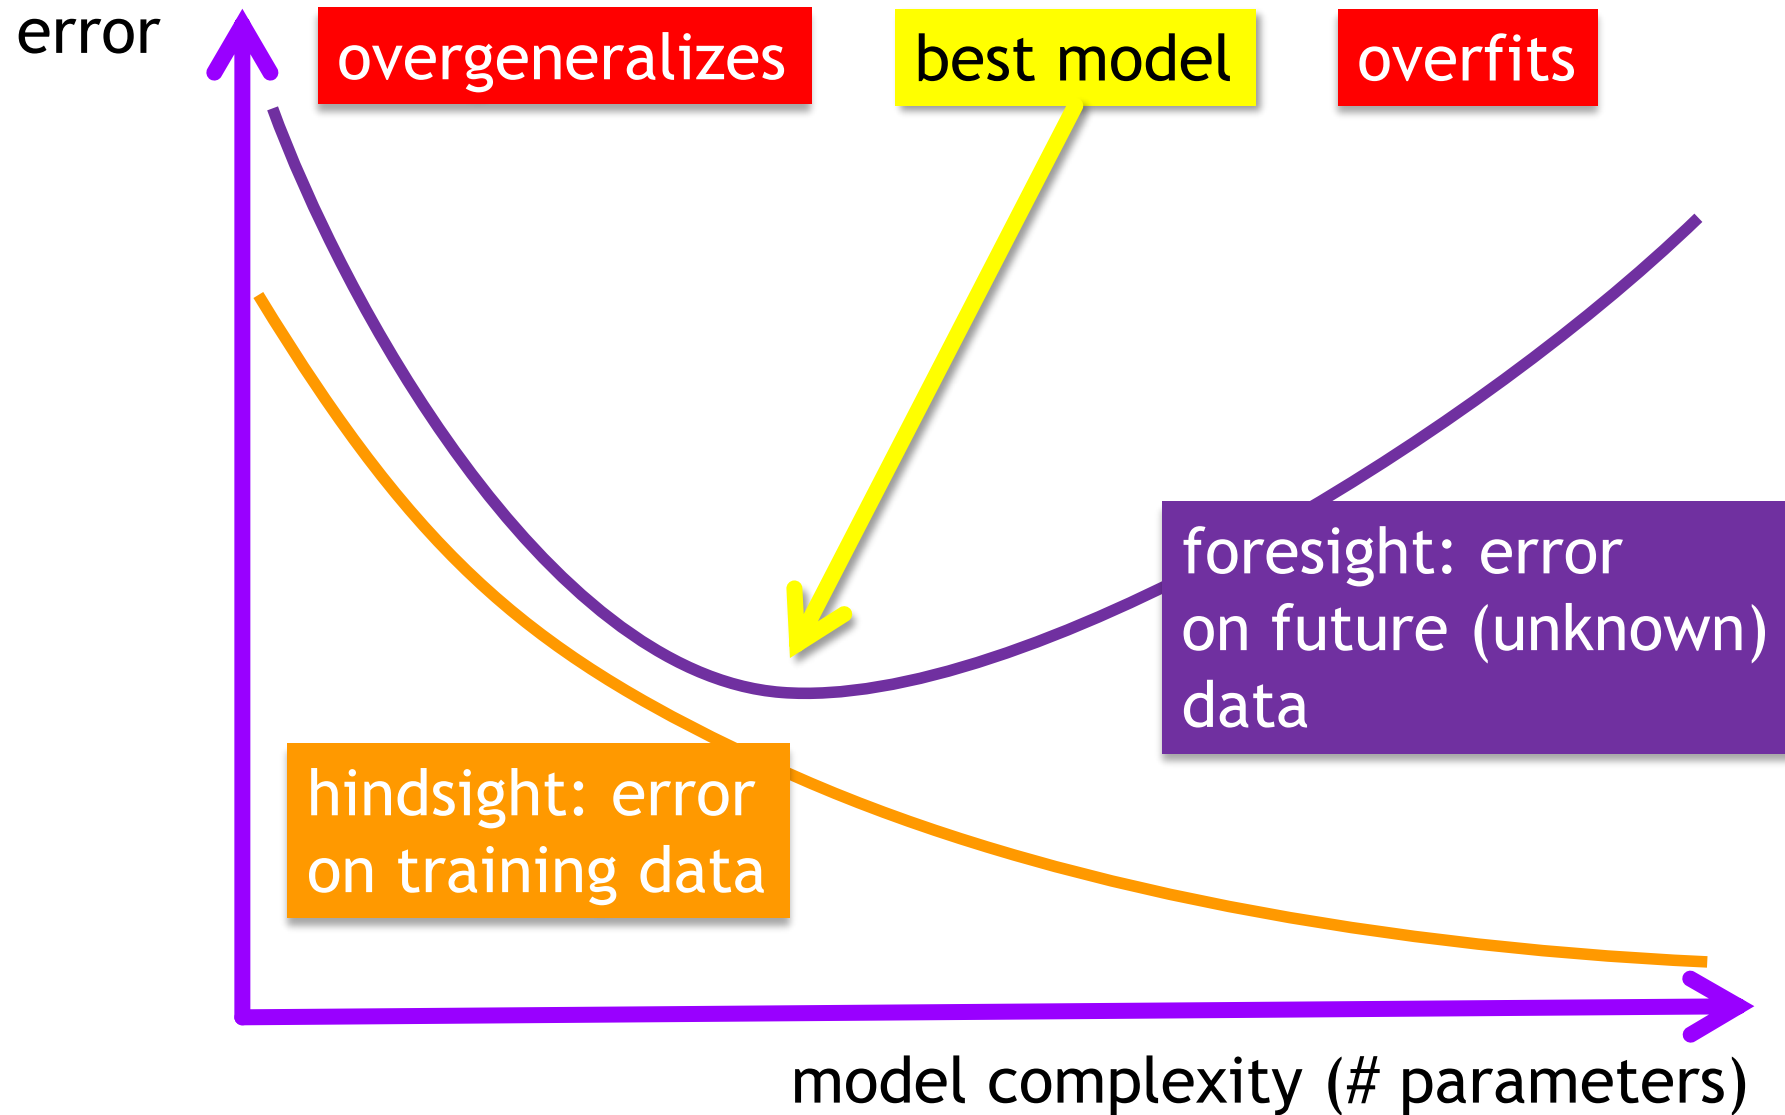 error
overgeneralizes
best model
overfits
foresight: error
on future (unknown)
data
hindsight: error
on training data
model complexity (# parameters)